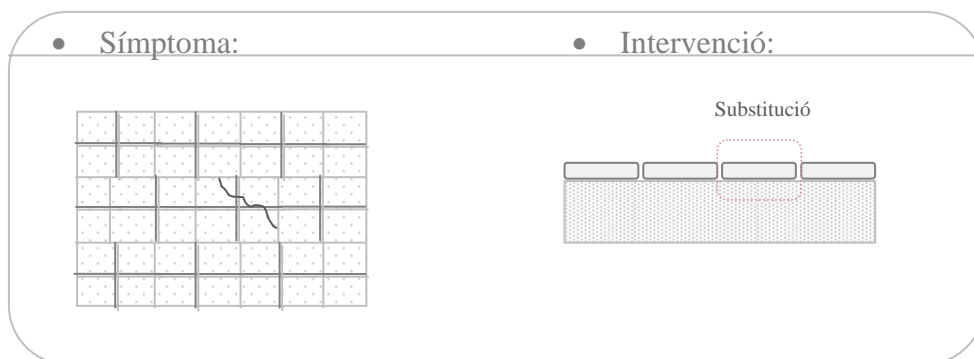 • Símptoma:
• Intervenció:
Substitució